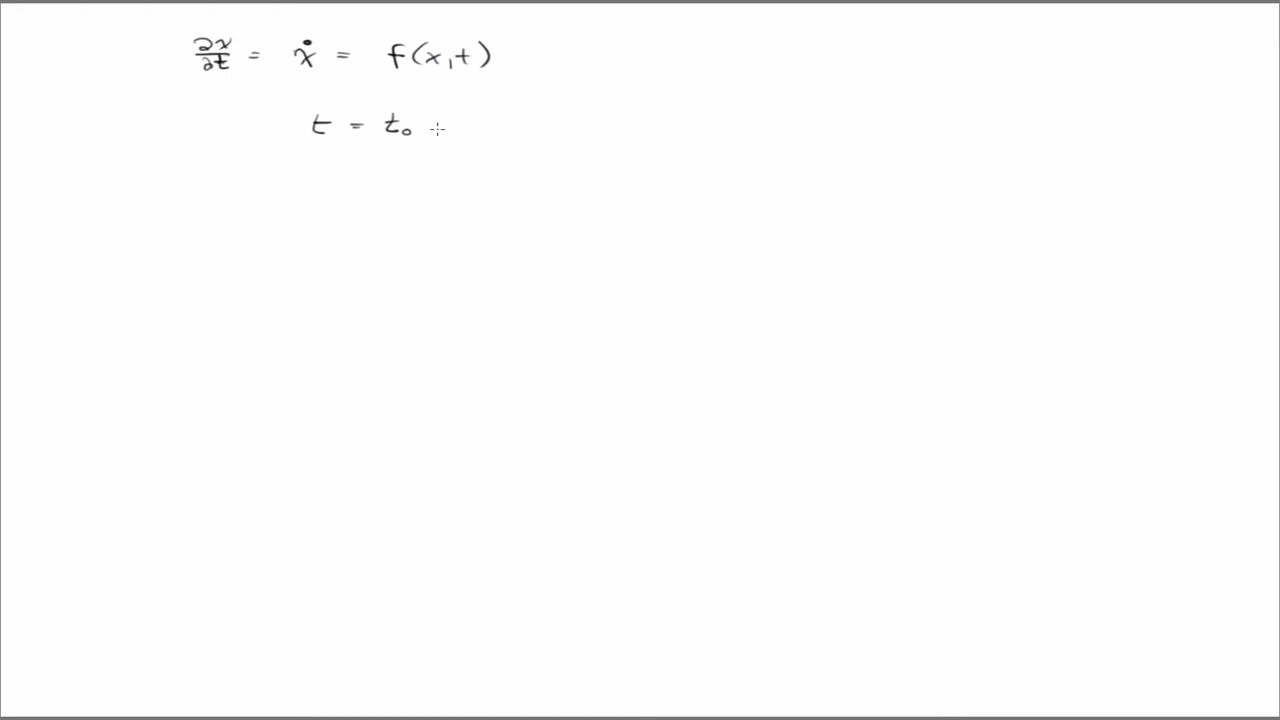 ∂x/∂t = ẋ = f(x,t)
t = t₀